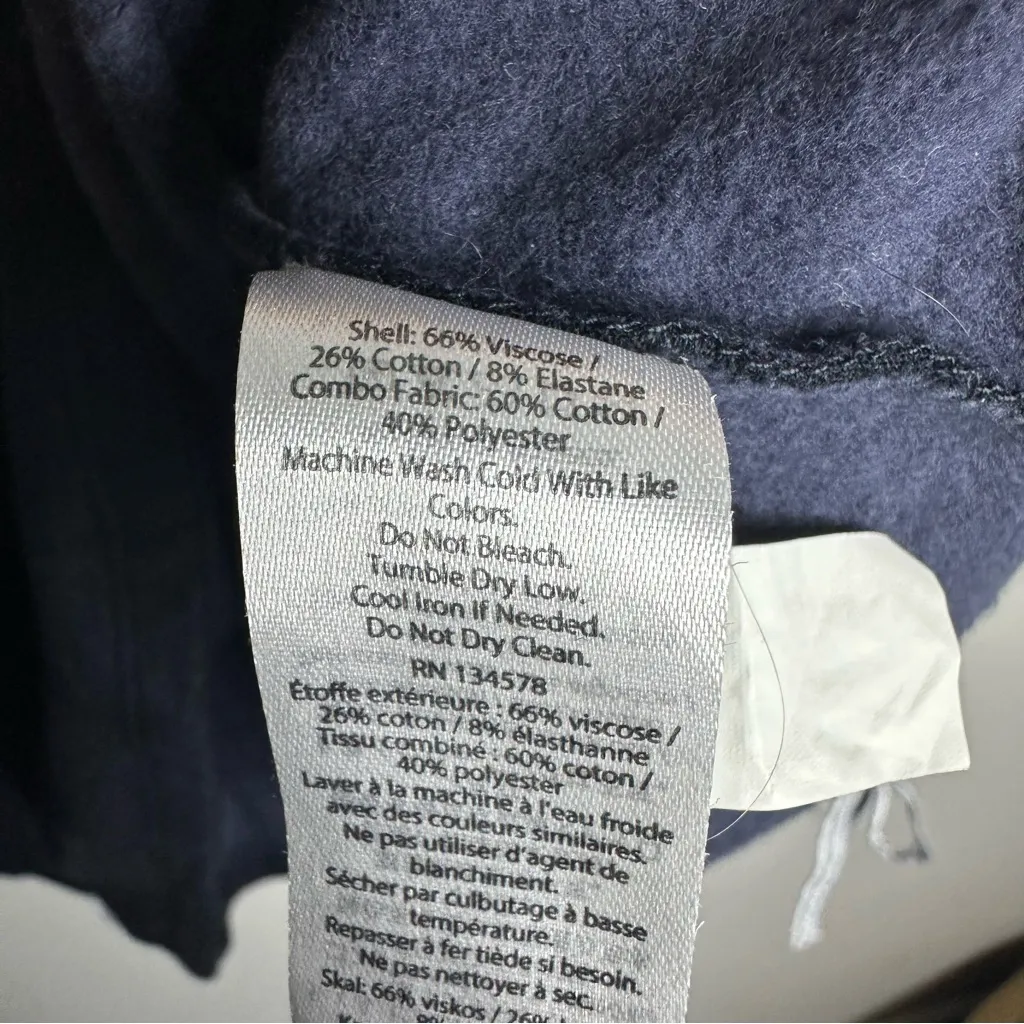 Shell: 66% Viscose /
26% Cotton / 8% Elastane
Combo Fabric: 60% Cotton /
40% Polyester
Machine Wash Cold With Like
Colors.
Do Not Bleach.
Tumble Dry Low.
Cool Iron If Needed.
Do Not Dry Clean.
RN 134578
Étoffe extérieure : 66% viscose /
26% coton / 8% élasthanne
Tissu combiné : 60% coton /
40% polyester
Laver à la machine à l'eau froide
avec des couleurs similaires.
Ne pas utiliser d'agent de
blanchiment.
Sécher par culbutage à basse
température.
Repasser à fer tiède si besoin.
Ne pas nettoyer à sec.
Skal: 66% viskos / 26%